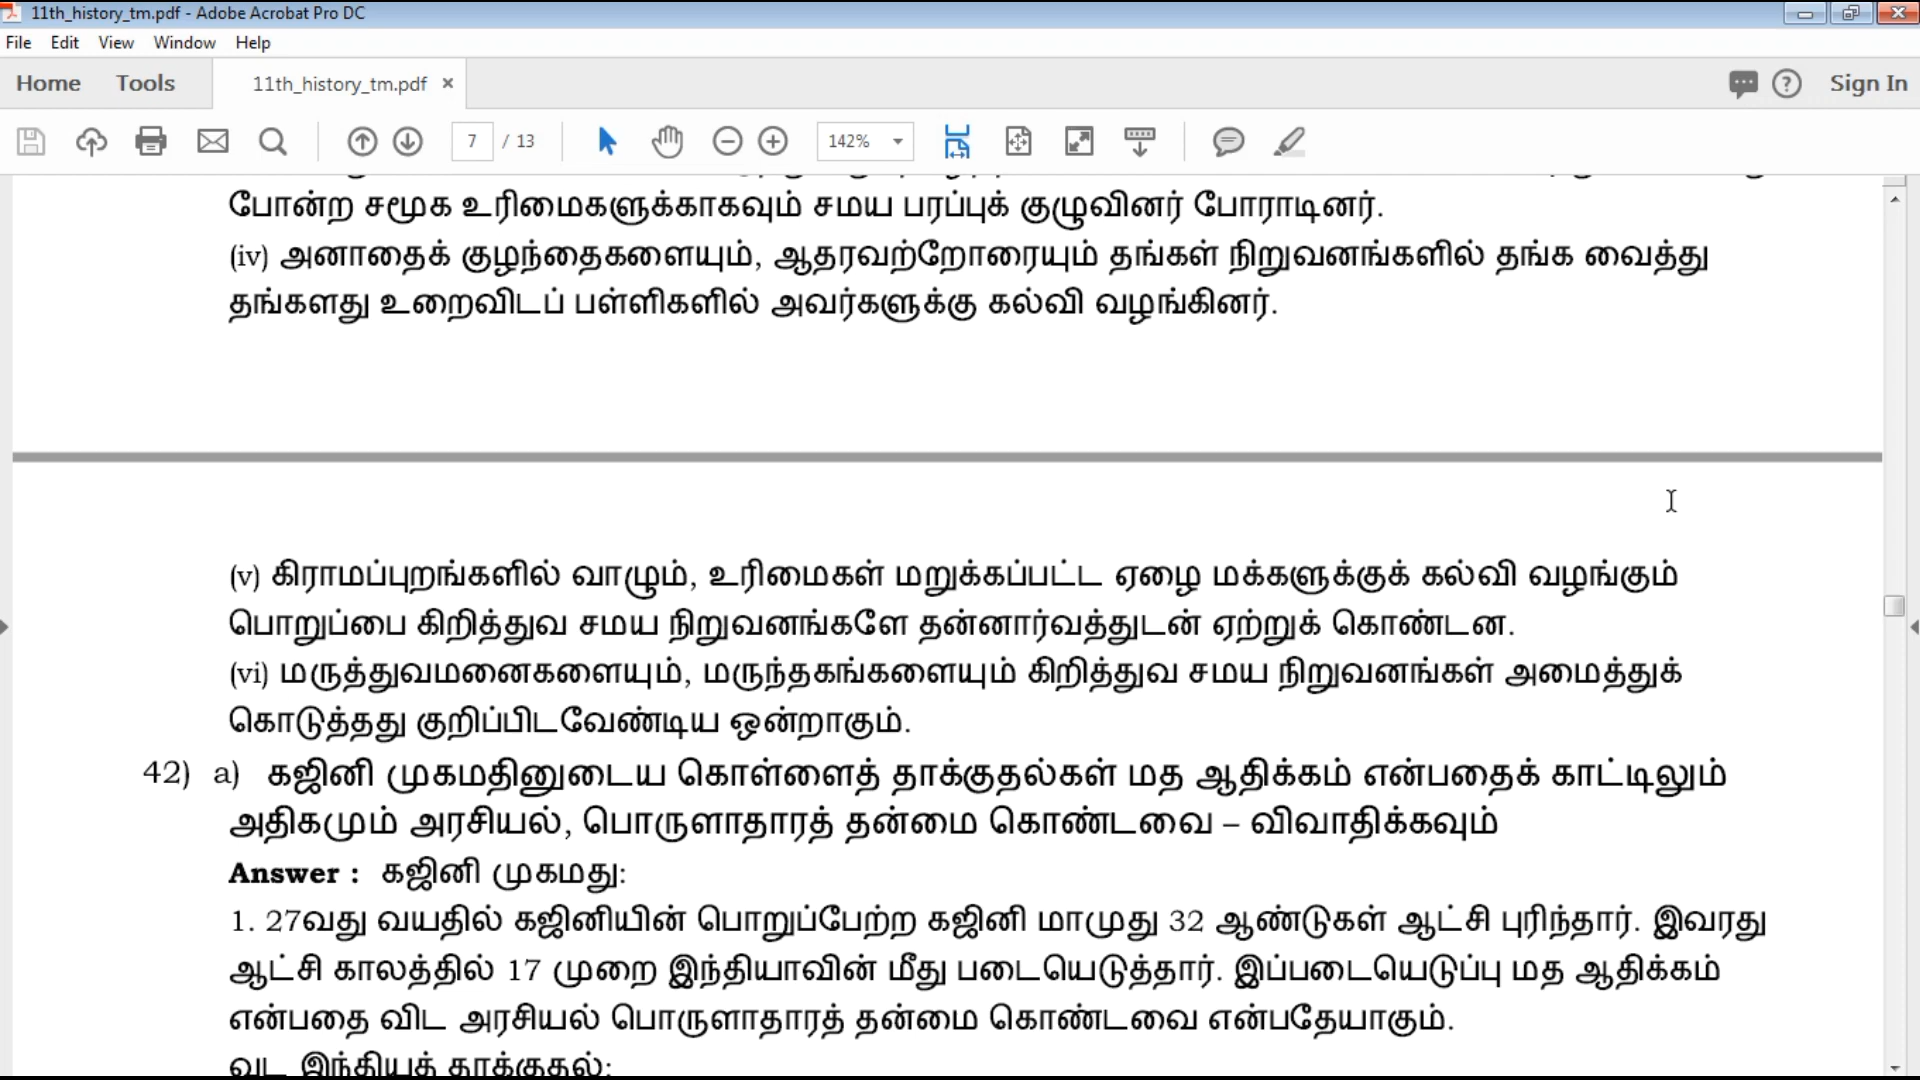 11th_history_tm.pdf - Adobe Acrobat Pro DC
File Edit View Window Help
Home Tools 11th_history_tm.pdf × Sign In
7 / 13 142%
போன்ற சமூக உரிமைகளுக்காகவும் சமய பரப்புக் குழுவினர் போராடினர்.
(iv) அனாதைக் குழந்தைகளையும், ஆதரவற்றோரையும் தங்கள் நிறுவனங்களில் தங்க வைத்து
தங்களது உறைவிடப் பள்ளிகளில் அவர்களுக்கு கல்வி வழங்கினர்.
(v) கிராமப்புறங்களில் வாழும், உரிமைகள் மறுக்கப்பட்ட ஏழை மக்களுக்குக் கல்வி வழங்கும்
பொறுப்பை கிறித்துவ சமய நிறுவனங்களே தன்னார்வத்துடன் ஏற்றுக் கொண்டன.
(vi) மருத்துவமனைகளையும், மருந்தகங்களையும் கிறித்துவ சமய நிறுவனங்கள் அமைத்துக்
கொடுத்தது குறிப்பிடவேண்டிய ஒன்றாகும்.
42) a) கஜினி முகமதினுடைய கொள்ளைத் தாக்குதல்கள் மத ஆதிக்கம் என்பதைக் காட்டிலும்
அதிகமும் அரசியல், பொருளாதாரத் தன்மை கொண்டவை – விவாதிக்கவும்
Answer : கஜினி முகமது:
1. 27வது வயதில் கஜினியின் பொறுப்பேற்ற கஜினி மாமுது 32 ஆண்டுகள் ஆட்சி புரிந்தார். இவரது
ஆட்சி காலத்தில் 17 முறை இந்தியாவின் மீது படையெடுத்தார். இப்படையெடுப்பு மத ஆதிக்கம்
என்பதை விட அரசியல் பொருளாதாரத் தன்மை கொண்டவை என்பதேயாகும்.
வட இந்தியத் தாக்குதல்: